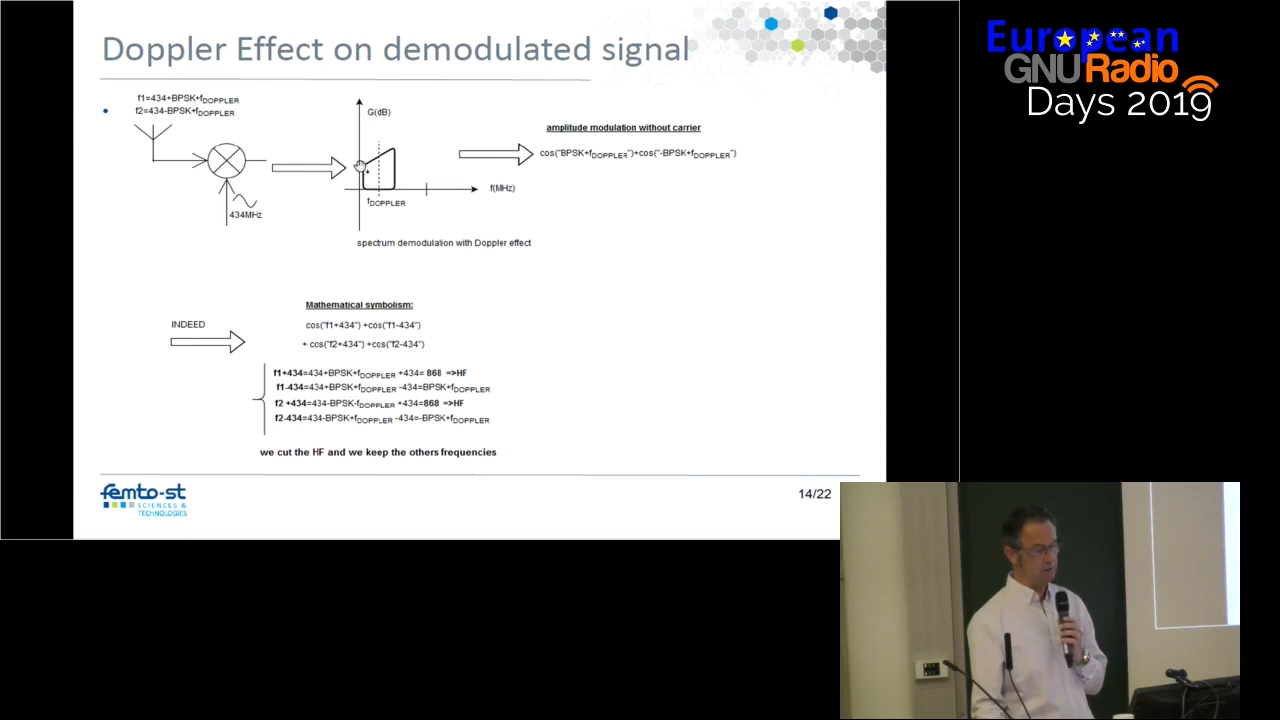 Doppler Effect on demodulated signal
European
GNURadio
Days 2019
f1=434+BPSK+fDOPPLER
f2=434-BPSK+fDOPPLER
G(dB)
amplitude modulation without carrier
cos("BPSK+fDOPPLER")+cos("-BPSK+fDOPPLER")
f(MHz)
fDOPPLER
434MHz
spectrum demodulation with Doppler effect
Mathematical symbolism:
INDEED
cos("f1+434") +cos("f1-434")
+ cos("f2+434") +cos("f2-434")
f1+434=434+BPSK+fDOPPLER +434= 868 =>HF
f1-434=434+BPSK+fDOPPLER -434=BPSK+fDOPPLER
f2 +434=434-BPSK-fDOPPLER +434=868 =>HF
f2-434=434-BPSK+fDOPPLER -434=-BPSK+fDOPPLER
we cut the HF and we keep the others frequencies
femto-st
SCIENCES &
TECHNOLOGIES
14/22